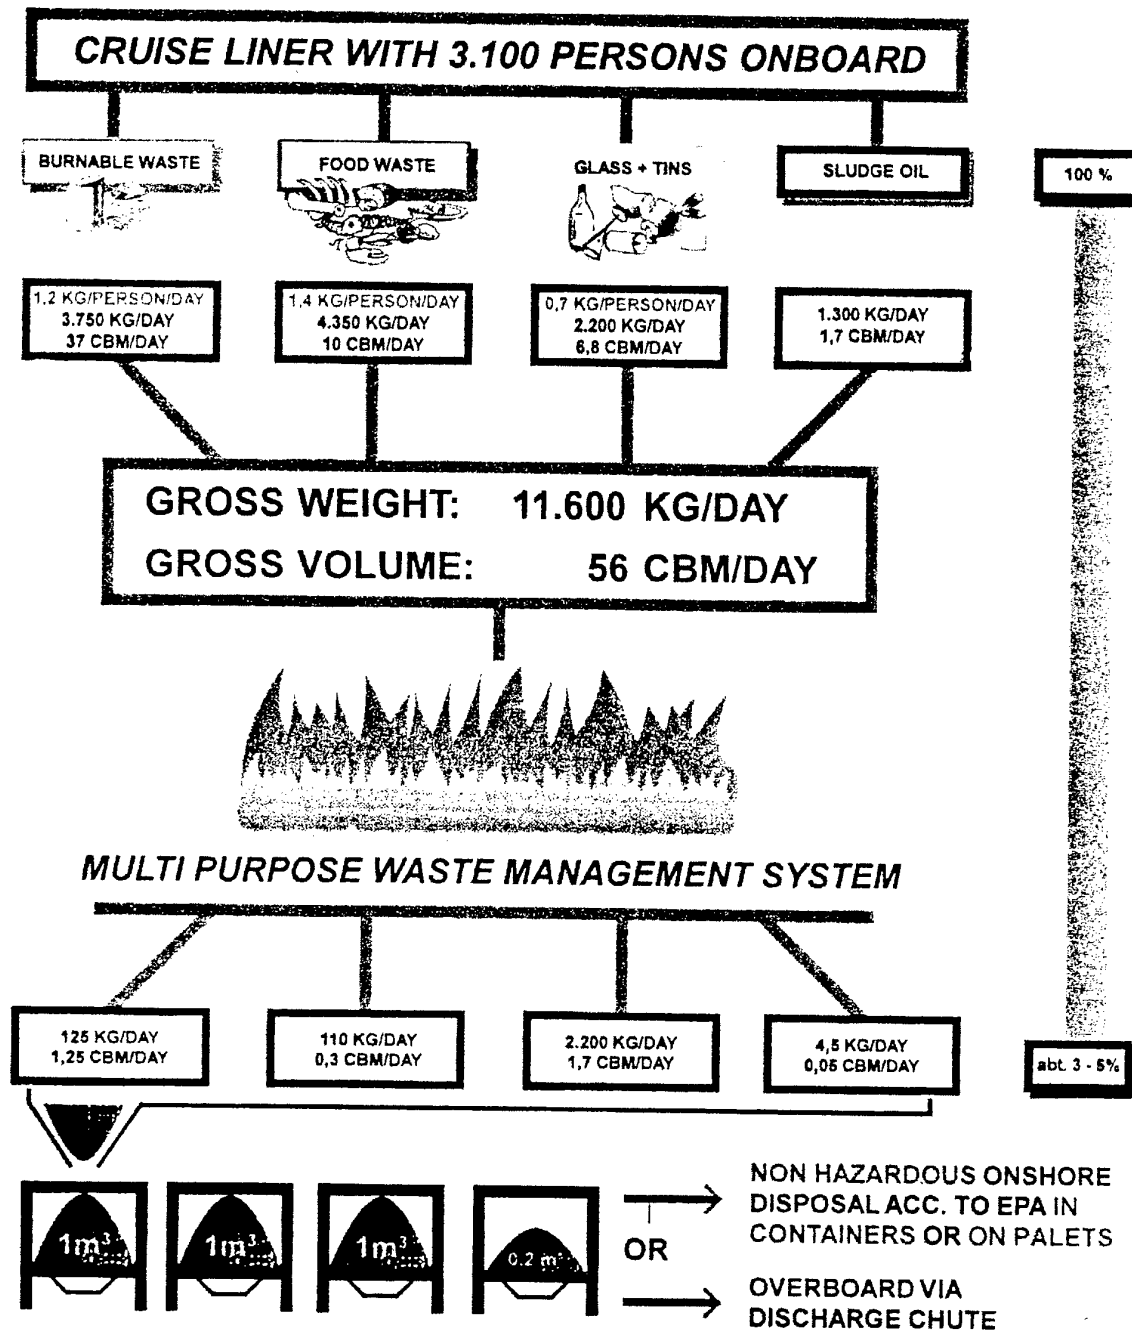 CRUISE LINER WITH 3.100 PERSONS ONBOARD
BURNABLE WASTE
FOOD WASTE
GLASS + TINS
SLUDGE OIL
100 %
1,2 KG/PERSON/DAY
3.750 KG/DAY
37 CBM/DAY
1,4 KG/PERSON/DAY
4.350 KG/DAY
10 CBM/DAY
0,7 KG/PERSON/DAY
2.200 KG/DAY
6,8 CBM/DAY
1.300 KG/DAY
1,7 CBM/DAY
GROSS WEIGHT: 11.600 KG/DAY
GROSS VOLUME: 56 CBM/DAY
MULTI PURPOSE WASTE MANAGEMENT SYSTEM
125 KG/DAY
1,25 CBM/DAY
110 KG/DAY
0,3 CBM/DAY
2.200 KG/DAY
1.7 CBM/DAY
4,5 KG/DAY
0,05 CBM/DAY
abt. 3 - 5%
1m³
1m³
1m³
0.2 m³
NON HAZARDOUS ONSHORE
DISPOSAL ACC. TO EPA IN
CONTAINERS OR ON PALETS
OR
OVERBOARD VIA
DISCHARGE CHUTE